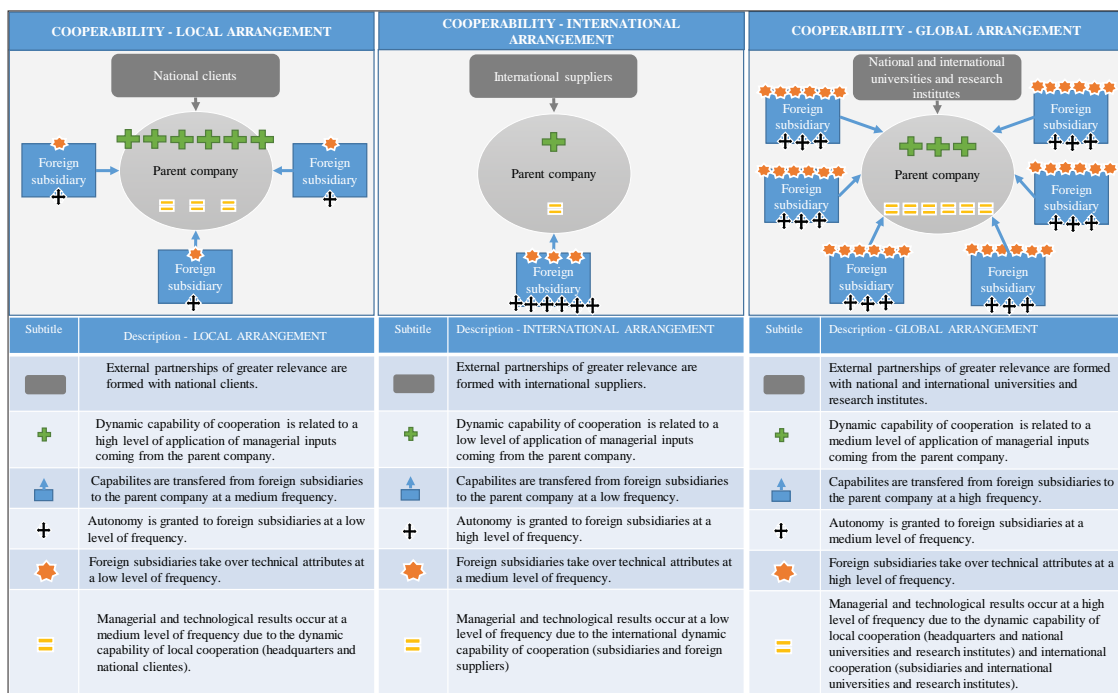 COOPERABILITY - LOCAL ARRANGEMENT
National clients
Parent company
Foreign
subsidiary
Foreign
subsidiary
Foreign
subsidiary
COOPERABILITY - INTERNATIONAL
ARRANGEMENT
International suppliers
Parent company
Foreign
subsidiary
COOPERABILITY - GLOBAL ARRANGEMENT
National and international
universities and research
institutes
Parent company
Foreign
subsidiary
Foreign
subsidiary
Foreign
subsidiary
Foreign
subsidiary
Foreign
subsidiary
Foreign
subsidiary
Subtitle
Description - LOCAL ARRANGEMENT
External partnerships of greater relevance are
formed with national clients.
Dynamic capability of cooperation is related to a
high level of application of managerial inputs
coming from the parent company.
Capabilites are transfered from foreign subsidiaries
to the parent company at a medium frequency.
Autonomy is granted to foreign subsidiaries at a low
level of frequency.
Foreign subsidiaries take over technical attributes at
a low level of frequency.
Managerial and technological results occur at a
medium level of frequency due to the dynamic
capability of local cooperation (headquarters and
national clientes).
Subtitle
Description - INTERNATIONAL ARRANGEMENT
External partnerships of greater relevance are
formed with international suppliers.
Dynamic capability of cooperation is related to a
low level of application of managerial inputs
coming from the parent company.
Capabilites are transfered from foreign subsidiaries
to the parent company at a low frequency.
Autonomy is granted to foreign subsidiaries at a
high level of frequency.
Foreign subsidiaries take over technical attributes at
a medium level of frequency.
Managerial and technological results occur at a low
level of frequency due to the international dynamic
capability of cooperation (subsidiaries and foreign
suppliers)
Subtitle
Description - GLOBAL ARRANGEMENT
External partnerships of greater relevance are formed
with national and international universities and
research institutes.
Dynamic capability of cooperation is related to a
medium level of application of managerial inputs
coming from the parent company.
Capabilites are transfered from foreign subsidiaries to
the parent company at a high frequency.
Autonomy is granted to foreign subsidiaries at a
medium level of frequency.
Foreign subsidiaries take over technical attributes at a
high level of frequency.
Managerial and technological results occur at a high
level of frequency due to the dynamic capability of
local cooperation (headquarters and national
universities and research institutes) and international
cooperation (subsidiaries and international
universities and research institutes).